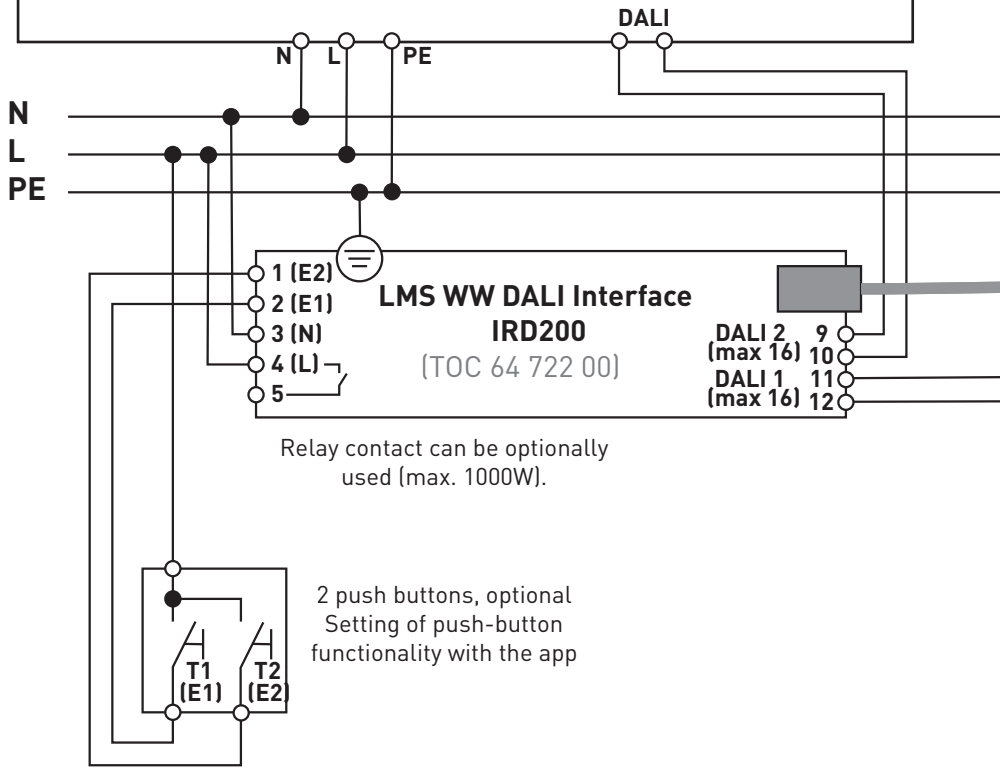 DALI
N L PE
N
L
PE
1 (E2)
2 (E1)
3 (N)
4 (L)
5
LMS WW DALI Interface
IRD200
(TOC 64 722 00)
DALI 2 9
(max 16) 10
DALI 1 11
(max 16) 12
Relay contact can be optionally
used (max. 1000W).
2 push buttons, optional
Setting of push-button
functionality with the app
T1 T2
(E1) (E2)